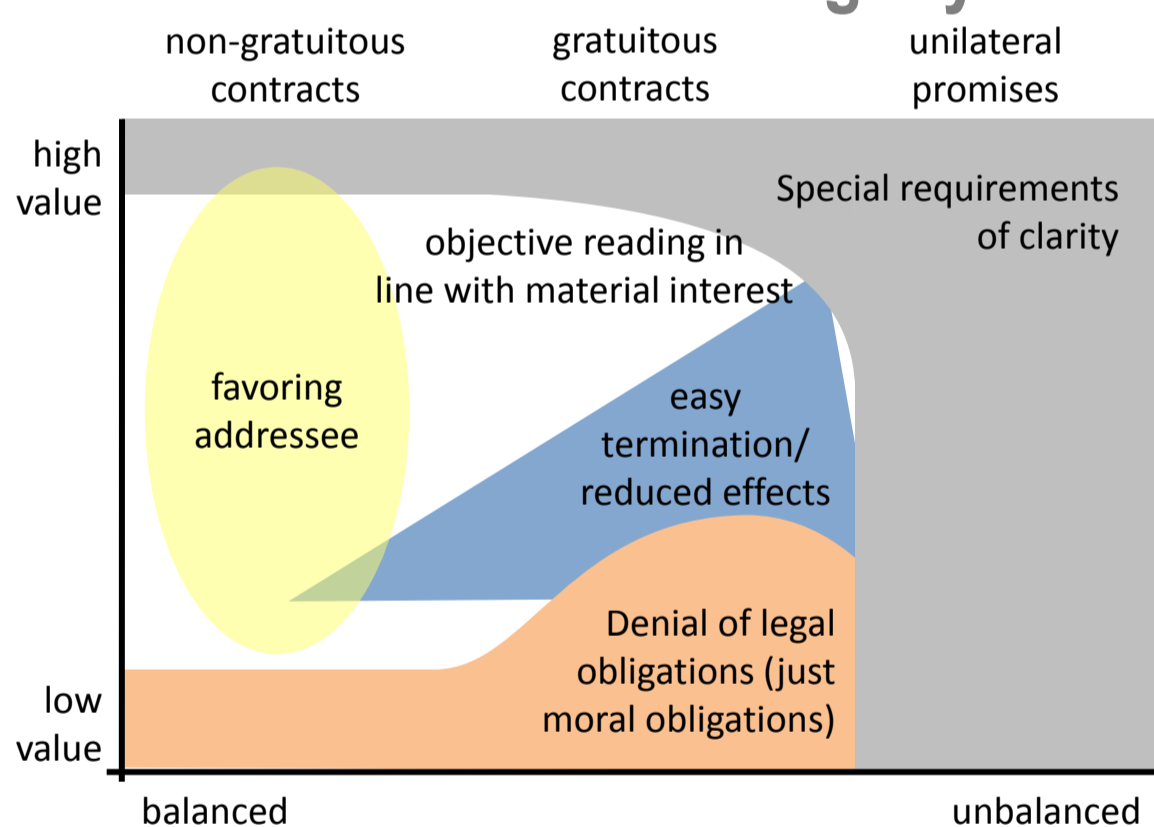 non-gratuitous
contracts
gratuitous
contracts
unilateral
promises
high
value
Special requirements
of clarity
objective reading in
line with material interest
favoring
addressee
easy
termination/
reduced effects
Denial of legal
obligations (just
moral obligations)
low
value
balanced
unbalanced